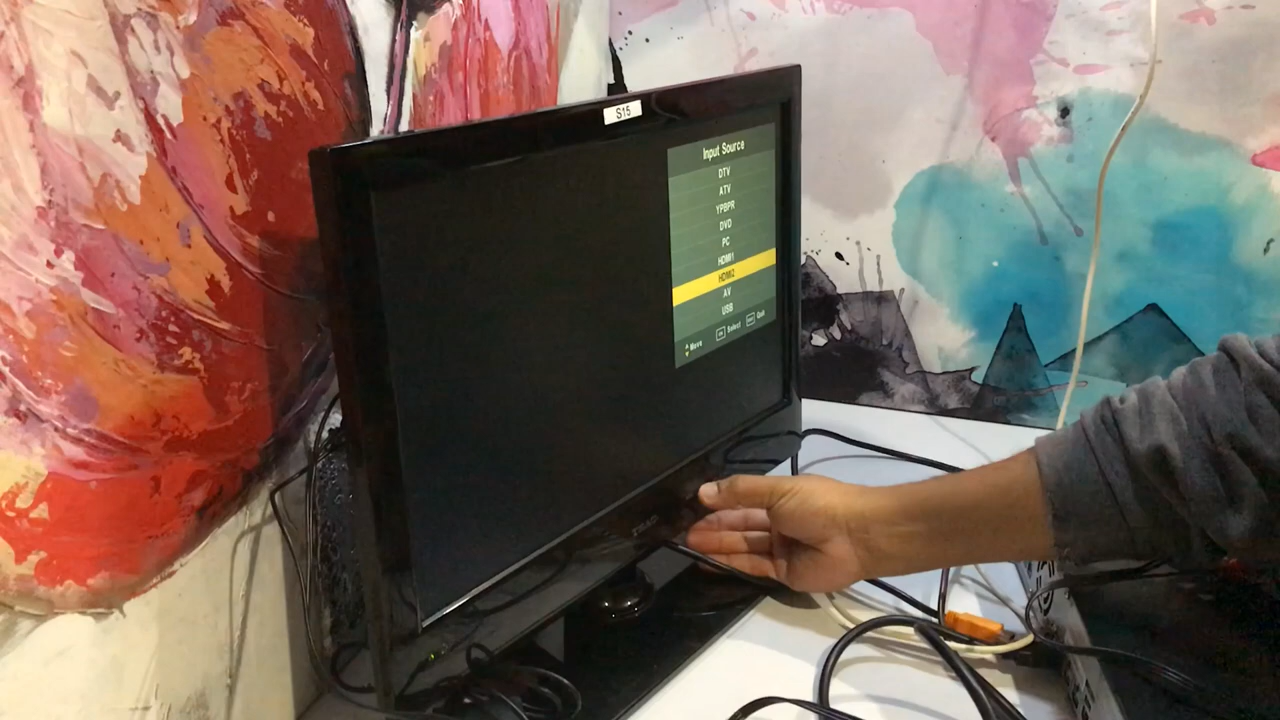 S15
Input Source
DTV
ATV
YPBPR
DVD
PC
HDMI1
HDMI2
AV
USB
Move
Select
Quit